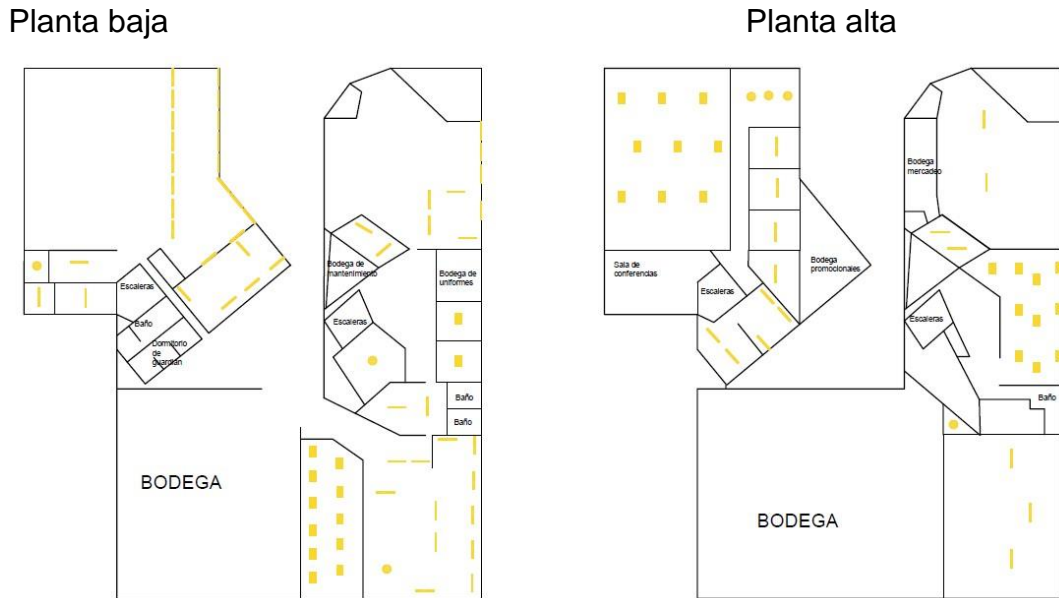 Planta baja
Planta alta
Escaleras
Baño
Dormitorio
de
guardian
BODEGA
Bodega de
mantenimiento
Escaleras
Bodega de
uniformes
Baño
Baño
Sala de
conferencias
Escaleras
Bodega
promocionales
Bodega
mercadeo
Escaleras
Baño
BODEGA